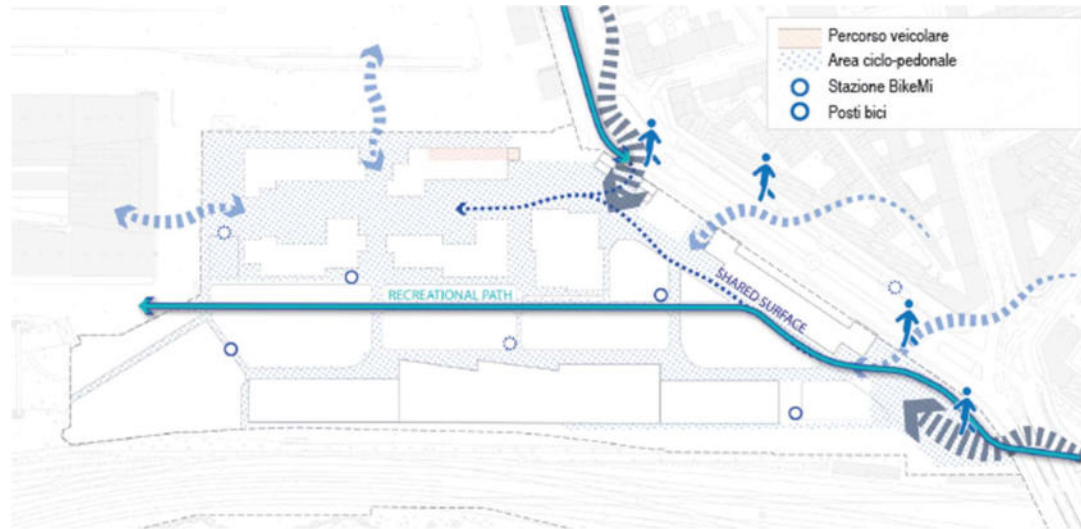 Percorso veicolare
Area ciclo-pedonale
Stazione BikeMi
Posti bici
RECREATIONAL PATH
SHARED SURFACE